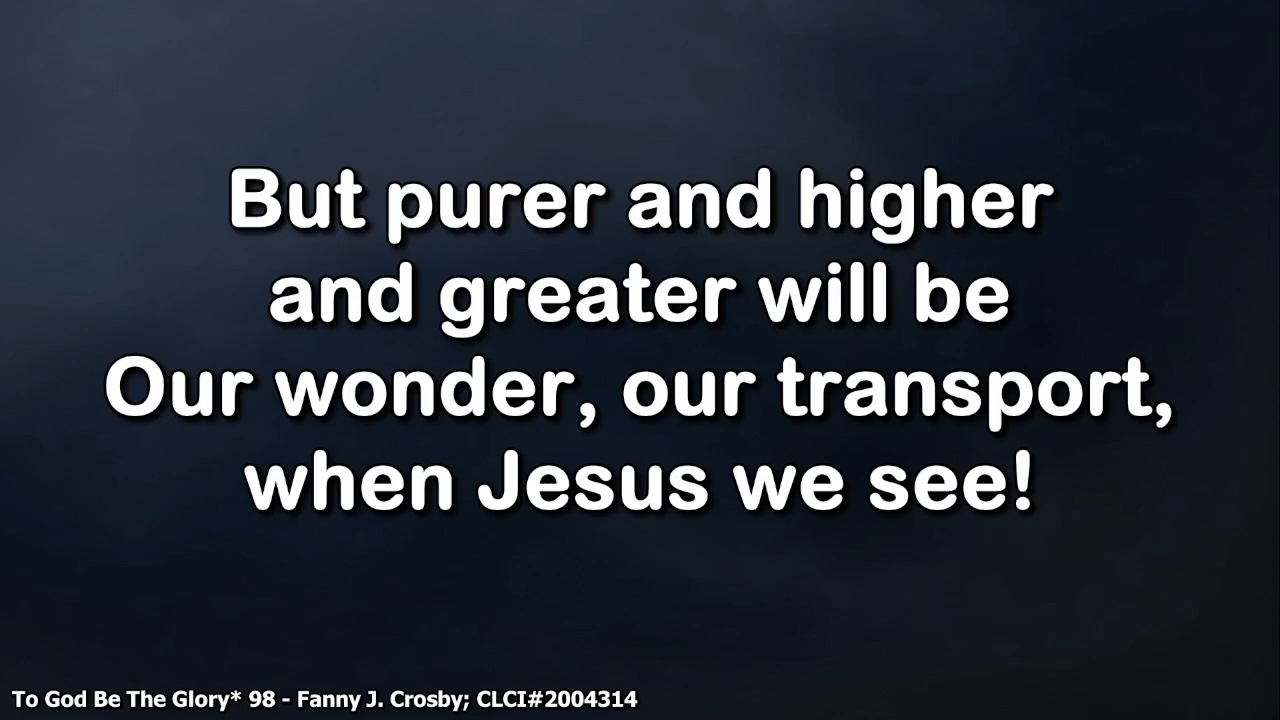 But purer and higher
and greater will be
Our wonder, our transport,
when Jesus we see!
To God Be The Glory* 98 - Fanny J. Crosby; CLCI#2004314